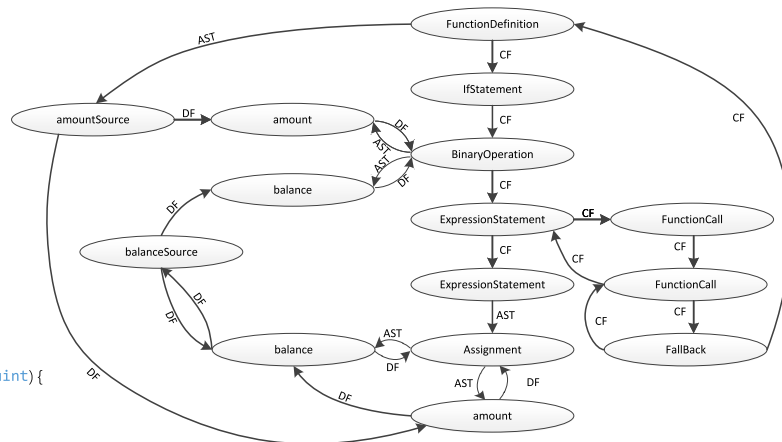 FunctionDefinition
AST
CF
IfStatement
CF
CF
amountSource
DF
amount
DF
AST
BinaryOperation
AST
DF
balance
CF
DF
ExpressionStatement
CF
FunctionCall
balanceSource
CF
CF
CF
DF
DF
ExpressionStatement
FunctionCall
AST
CF
CF
balance
AST
DF
Assignment
FallBack
uint){
DF
DF
AST
DF
amount